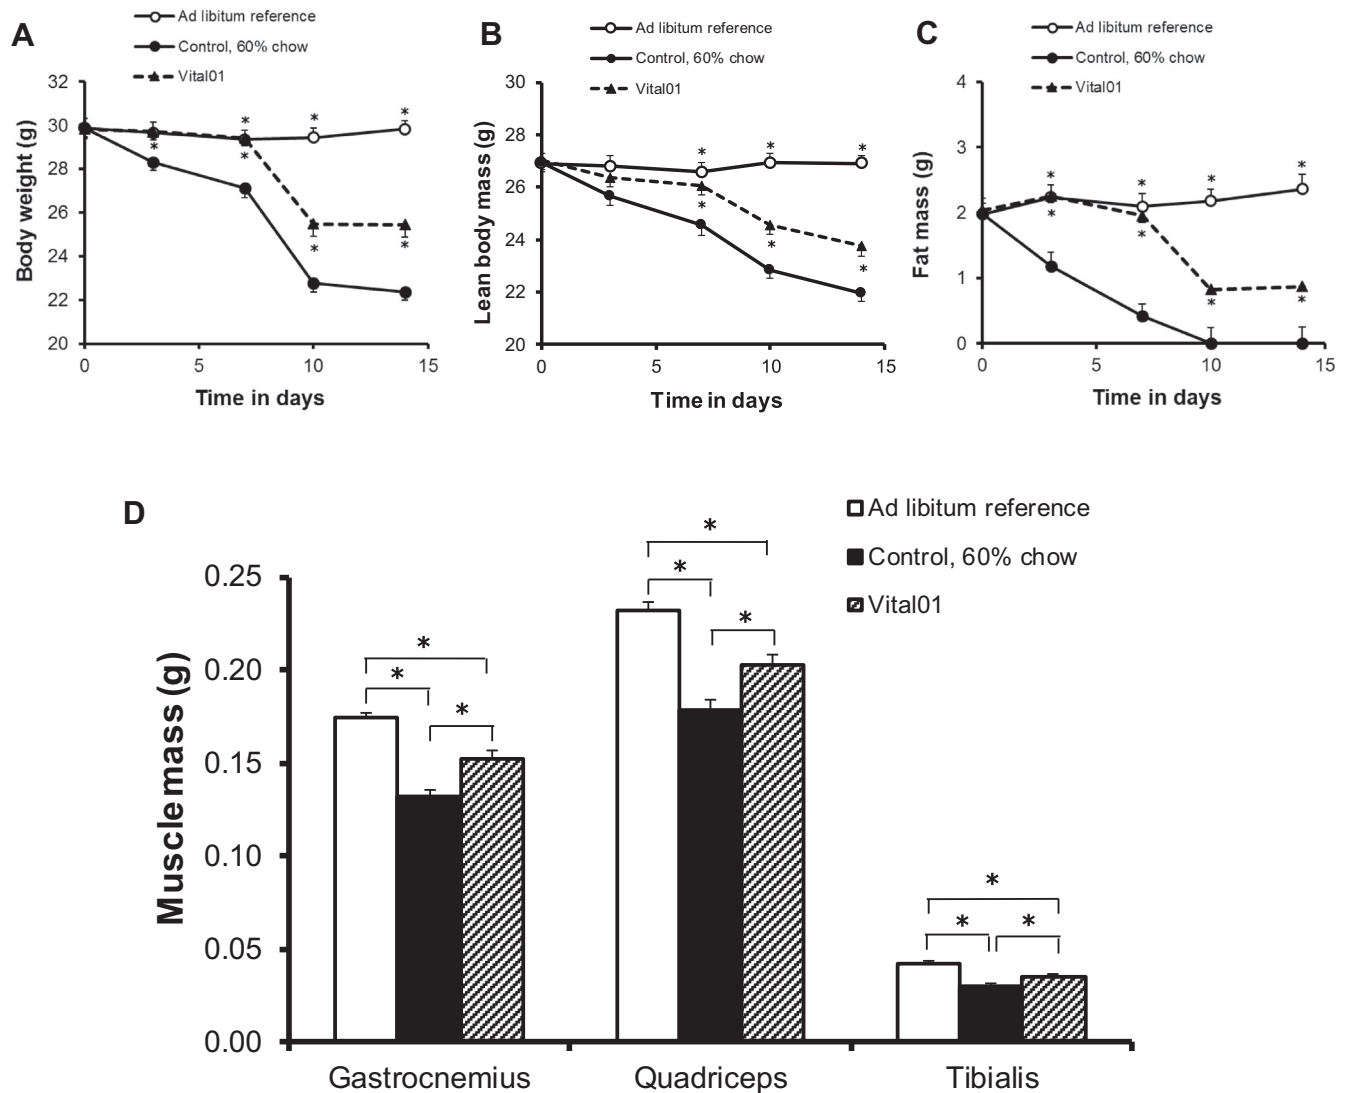 A
Ad libitum reference
Control, 60% chow
Vital01
Body weight (g)
32
30
28
26
24
22
20
* * * * * * * *
0 5 10 15
Time in days
B
Ad libitum reference
Control, 60% chow
Vital01
Lean body mass (g)
30
28
26
24
22
20
* * * * * *
0 5 10 15
Time in days
C
Ad libitum reference
Control, 60% chow
Vital01
Fat mass (g)
4
3
2
1
0
* * * * * * * *
0 5 10 15
Time in days
D
Ad libitum reference
Control, 60% chow
Vital01
Muscle mass (g)
0.25
0.20
0.15
0.10
0.05
0.00
* * *
* * *
* * *
Gastrocnemius Quadriceps Tibialis